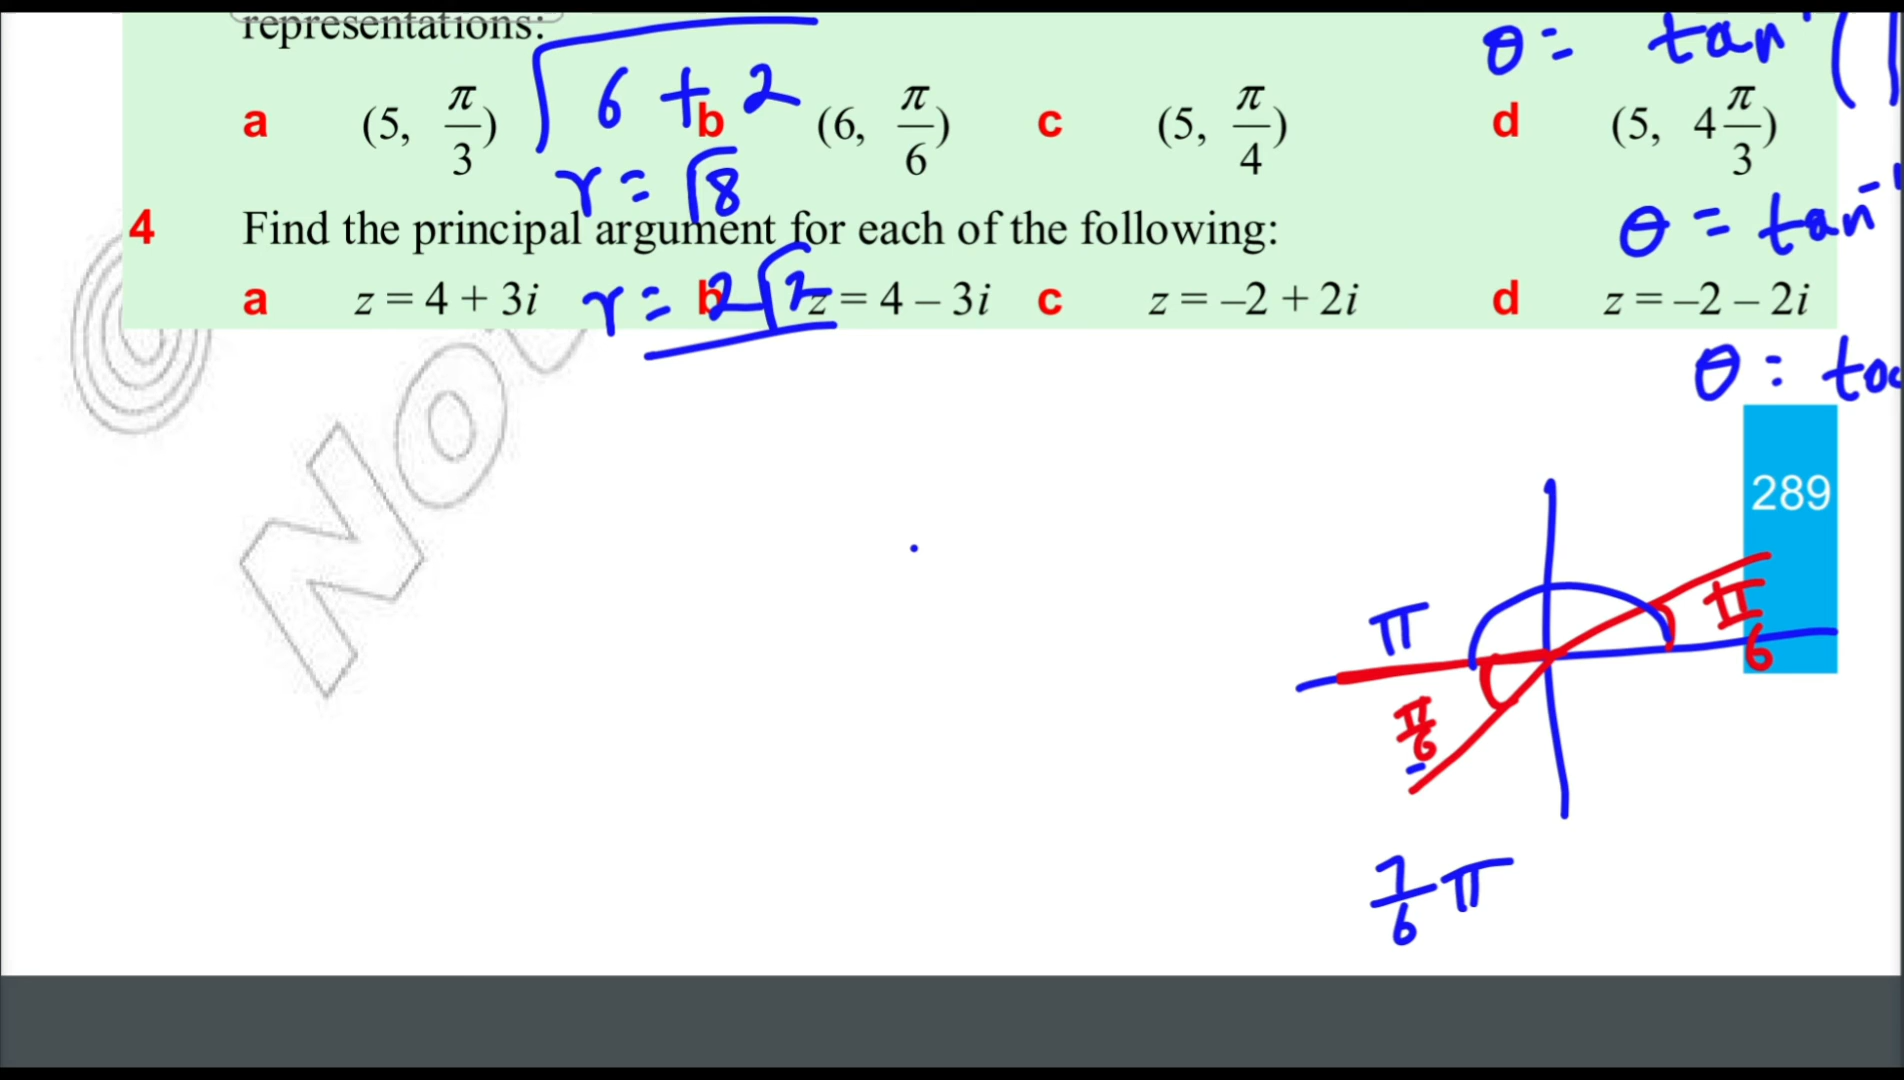 representations:
θ = tan
√6 + 2
a (5, π/3) b (6, π/6) c (5, π/4) d (5, 4π/3)
r = √8
θ = tan⁻¹
4 Find the principal argument for each of the following:
a z = 4 + 3i b z = 4 – 3i c z = –2 + 2i d z = –2 – 2i
r = 2√2
θ =
289
π
π/6
π/6
7/6 π